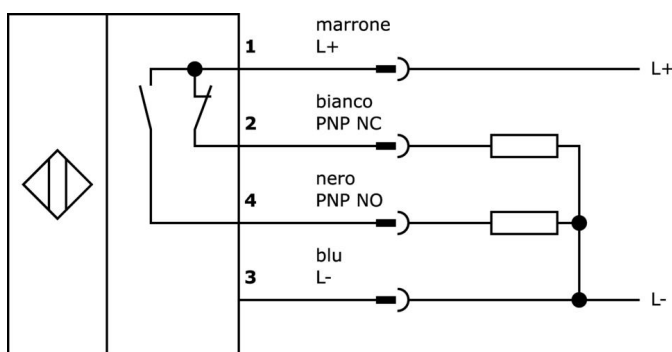 marrone
1 L+ L+
bianco
2 PNP NC
nero
4 PNP NO
blu
3 L- L-